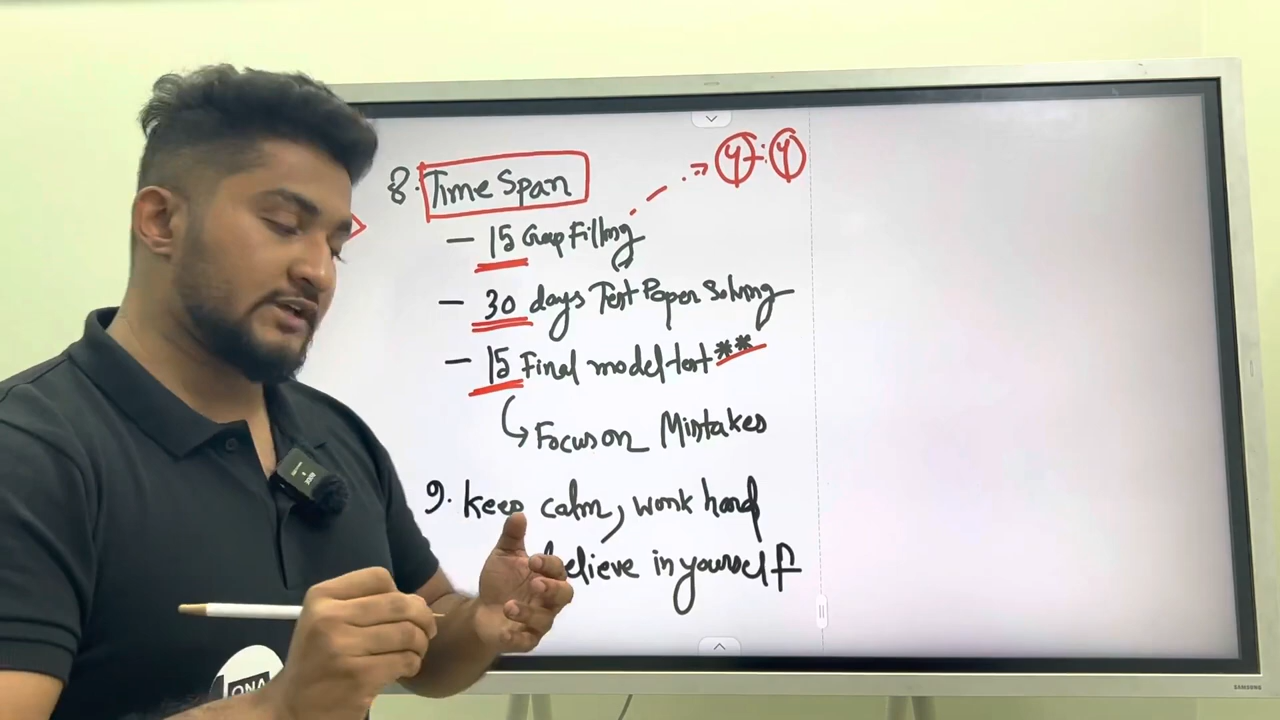 8. Time Span
4+:4
– 15 Gap Filling
– 30 days Test Paper Solving
– 15 Final model test **
Focus on Mistakes
9. Keep calm, work hard
believe in yourself
SAMSUNG